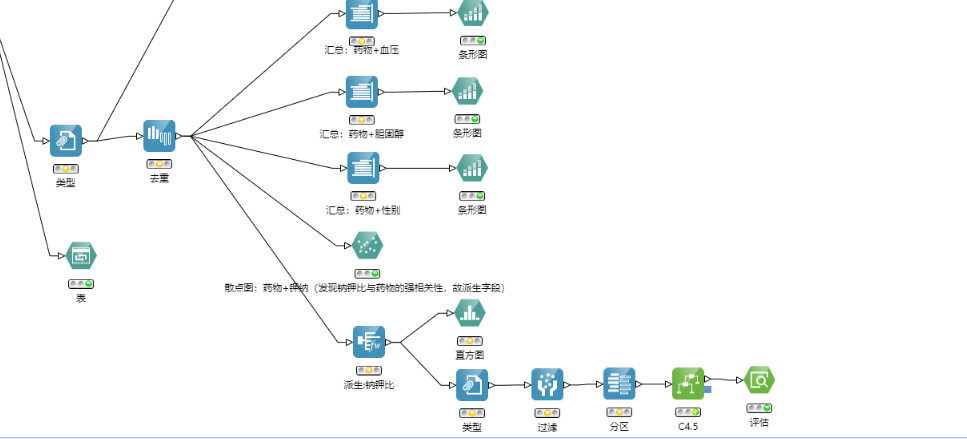 汇总：药物+血压
条形图
汇总：药物+胆固醇
条形图
类型
去重
汇总：药物+性别
条形图
表
散点图：药物+钾纳（发现钠钾比与药物的强相关性，故派生字段）
直方图
派生:钠钾比
类型
过滤
分区
C4.5
评估